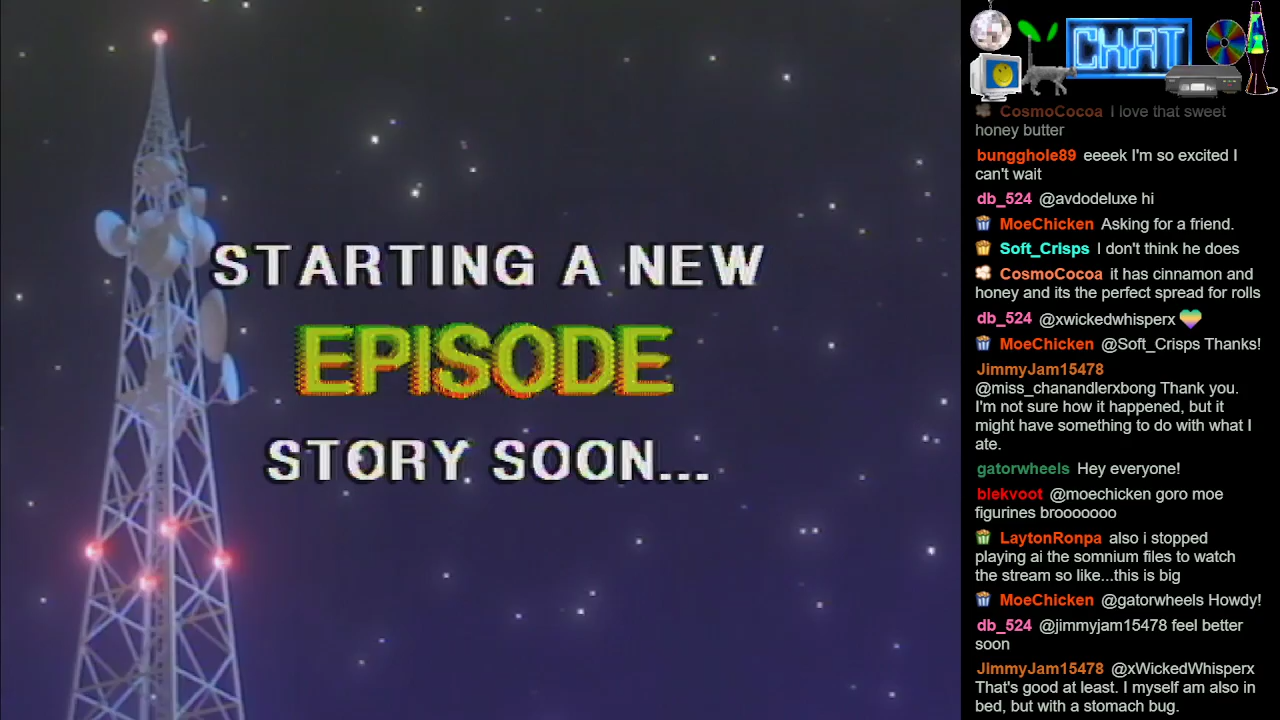 STARTING A NEW
EPISODE
STORY SOON...
CHAT
CosmoCocoa I love that sweet
honey butter
bungghole89 eeeek I'm so excited I
can't wait
db_524 @avdodeluxe hi
MoeChicken Asking for a friend.
Soft_Crisps I don't think he does
CosmoCocoa it has cinnamon and
honey and its the perfect spread for rolls
db_524 @xwickedwhisperx
MoeChicken @Soft_Crisps Thanks!
JimmyJam15478
@miss_chanandlerxbong Thank you.
I'm not sure how it happened, but it
might have something to do with what I
ate.
gatorwheels Hey everyone!
blekvoot @moechicken goro moe
figurines brooooooo
LaytonRonpa also i stopped
playing ai the somnium files to watch
the stream so like...this is big
MoeChicken @gatorwheels Howdy!
db_524 @jimmyjam15478 feel better
soon
JimmyJam15478 @xWickedWhisperx
That's good at least. I myself am also in
bed, but with a stomach bug.